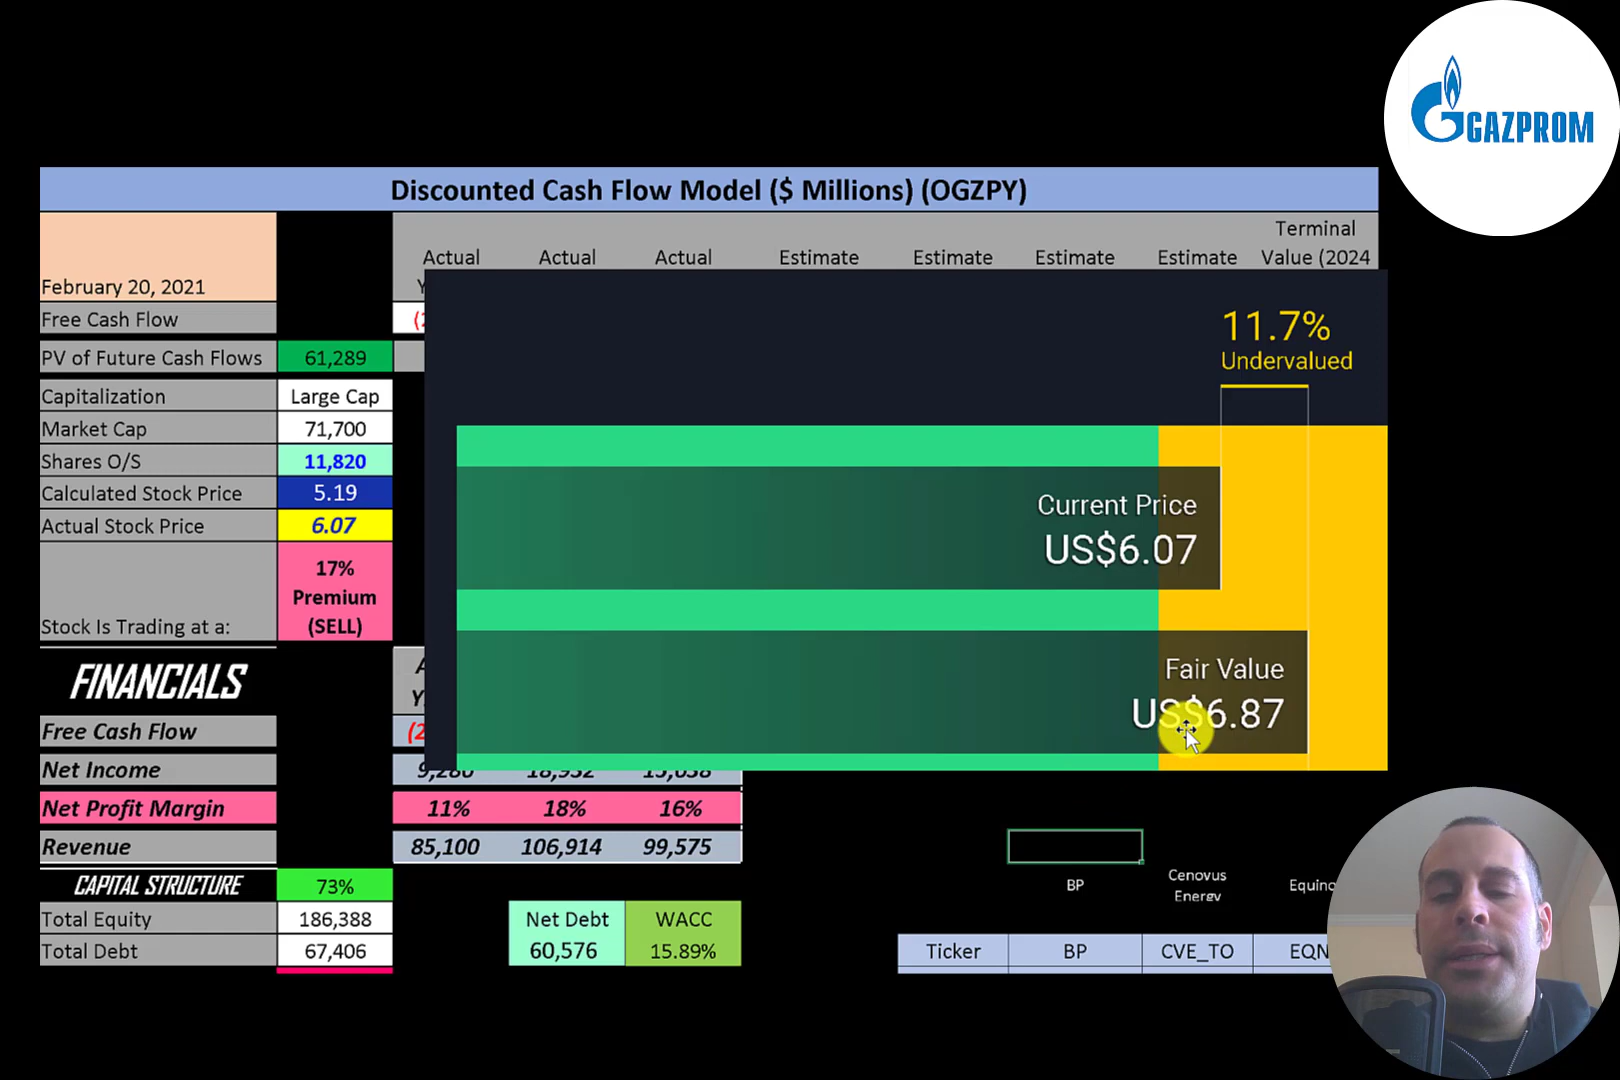 GAZPROM
Discounted Cash Flow Model ($ Millions) (OGZPY)
Terminal
Actual Actual Actual Estimate Estimate Estimate Estimate Value (2024
February 20, 2021
Free Cash Flow
PV of Future Cash Flows 61,289
Capitalization Large Cap
Market Cap 71,700
Shares O/S 11,820
Calculated Stock Price 5.19
Actual Stock Price 6.07
17%
Premium
Stock Is Trading at a: (SELL)
11.7%
Undervalued
Current Price
US$6.07
Fair Value
US$6.87
FINANCIALS
Free Cash Flow
Net Income 9,280
Net Profit Margin 11% 18% 16%
Revenue 85,100 106,914 99,575
CAPITAL STRUCTURE 73%
Total Equity 186,388
Total Debt 67,406
Net Debt WACC
60,576 15.89%
BP Cenovus Energy
Ticker BP CVE_TO